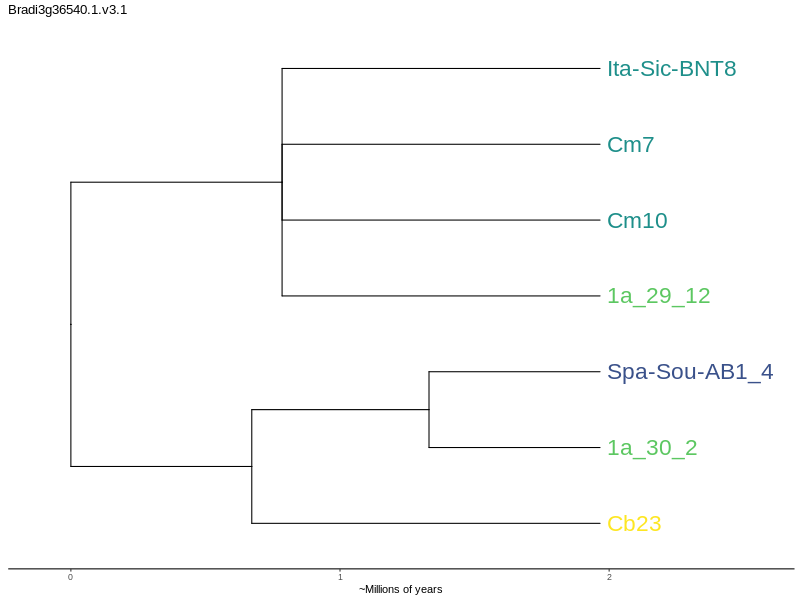 Bradi3g36540.1.v3.1
Ita-Sic-BNT8
Cm7
Cm10
1a_29_12
Spa-Sou-AB1_4
1a_30_2
Cb23
0 1 2
~Millions of years